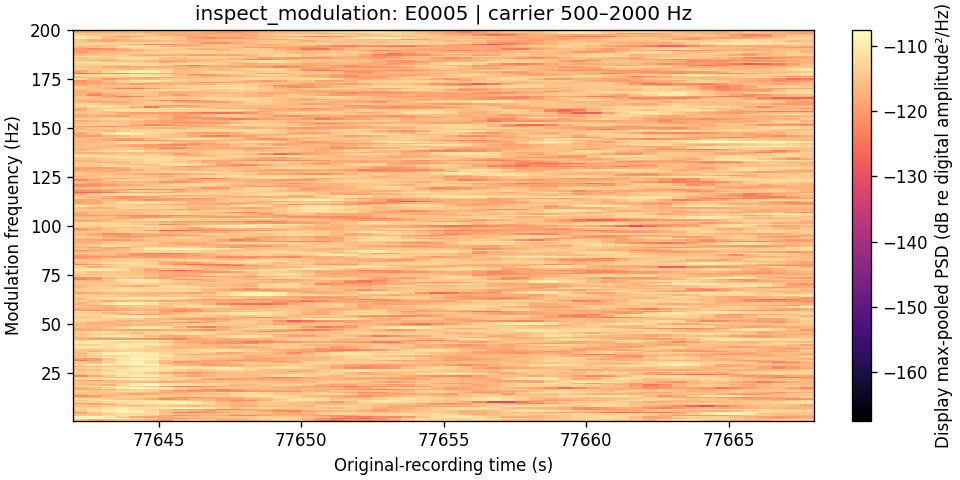 inspect_modulation: E0005 | carrier 500–2000 Hz
200
175
150
125
100
75
50
25
Modulation frequency (Hz)
77645 77650 77655 77660 77665
Original-recording time (s)
−110
−120
−130
−140
−150
−160
Display max-pooled PSD (dB re digital amplitude²/Hz)